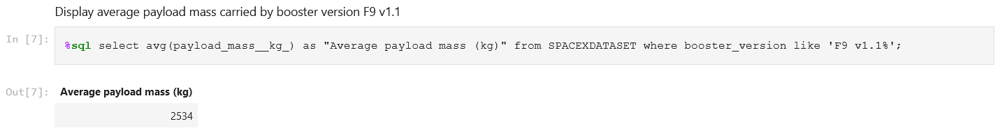 Display average payload mass carried by booster version F9 v1.1
In [7]: %sql select avg(payload_mass__kg_) as "Average payload mass (kg)" from SPACEXDATASET where booster_version like 'F9 v1.1%';
Out[7]: Average payload mass (kg)
2534